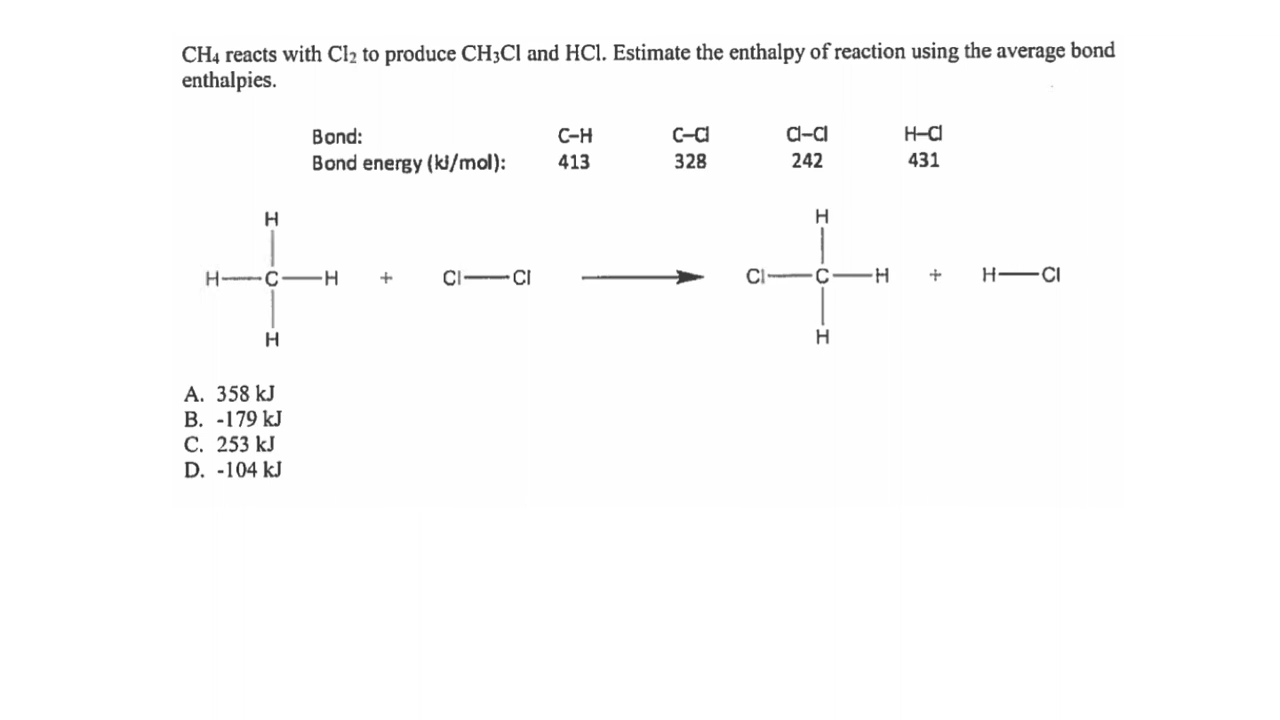 CH₄ reacts with Cl₂ to produce CH₃Cl and HCl. Estimate the enthalpy of reaction using the average bond
enthalpies.
Bond: C–H C–Cl Cl–Cl H–Cl
Bond energy (kJ/mol): 413 328 242 431
H H
H—C—H + Cl—Cl ⟶ Cl—C—H + H—Cl
H H
A. 358 kJ
B. -179 kJ
C. 253 kJ
D. -104 kJ